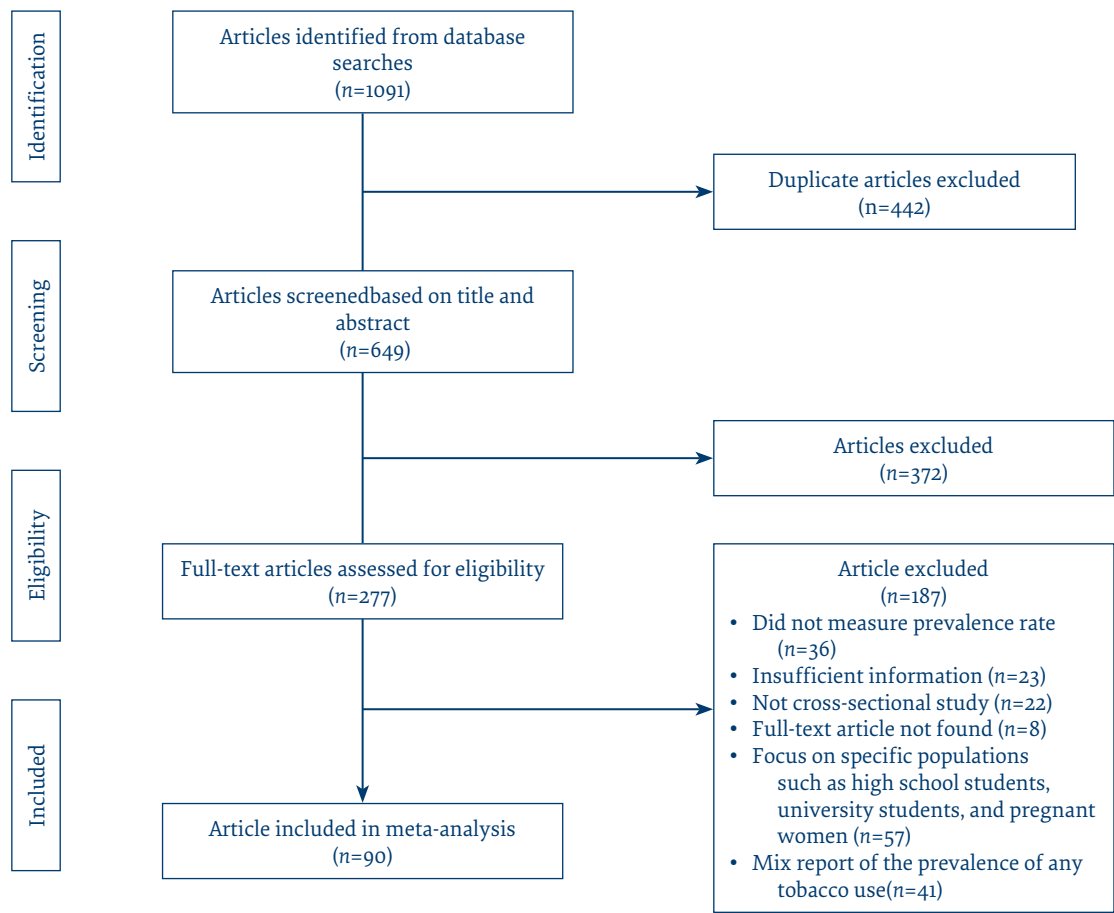 Identification
Articles identified from database
searches
(n=1091)
Duplicate articles excluded
(n=442)
Screening
Articles screenedbased on title and
abstract
(n=649)
Articles excluded
(n=372)
Eligibility
Full-text articles assessed for eligibility
(n=277)
Article excluded
(n=187)
• Did not measure prevalence rate
(n=36)
• Insufficient information (n=23)
• Not cross-sectional study (n=22)
• Full-text article not found (n=8)
• Focus on specific populations
such as high school students,
university students, and pregnant
women (n=57)
• Mix report of the prevalence of any
tobacco use(n=41)
Included
Article included in meta-analysis
(n=90)